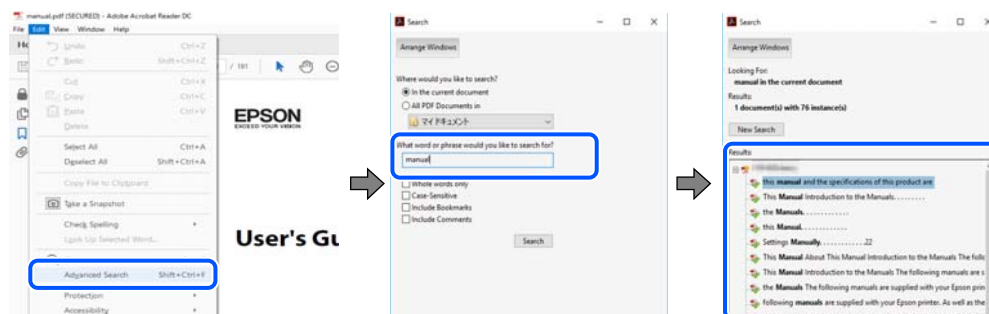 manual.pdf (SECURED) - Adobe Acrobat Reader DC
File Edit View Window Help
Undo Ctrl+Z
Redo Shift+Ctrl+Z
Cut Ctrl+X
Copy Ctrl+C
Paste Ctrl+V
Delete
Select All Ctrl+A
Deselect All Shift+Ctrl+A
Copy File to Clipboard
Take a Snapshot
Check Spelling
Look Up Selected Word...
Advanced Search Shift+Ctrl+F
Protection
Accessibility
/ 191
EPSON
EXCEED YOUR VISION
User's Gu
Search
Arrange Windows
Where would you like to search?
In the current document
All PDF Documents in
マイ ドキュメント
What word or phrase would you like to search for?
manual
Whole words only
Case-Sensitive
Include Bookmarks
Include Comments
Search
Search
Arrange Windows
Looking For:
manual in the current document
Results:
1 document(s) with 76 instance(s)
New Search
Results:
this manual and the specifications of this product are
This Manual Introduction to the Manuals.........
the Manuals.............
this Manual.............
Settings Manually.............22
This Manual About This Manual Introduction to the Manuals The follo
This Manual Introduction to the Manuals The following manuals are s
the Manuals The following manuals are supplied with your Epson prin
following manuals are supplied with your Epson printer. As well as the